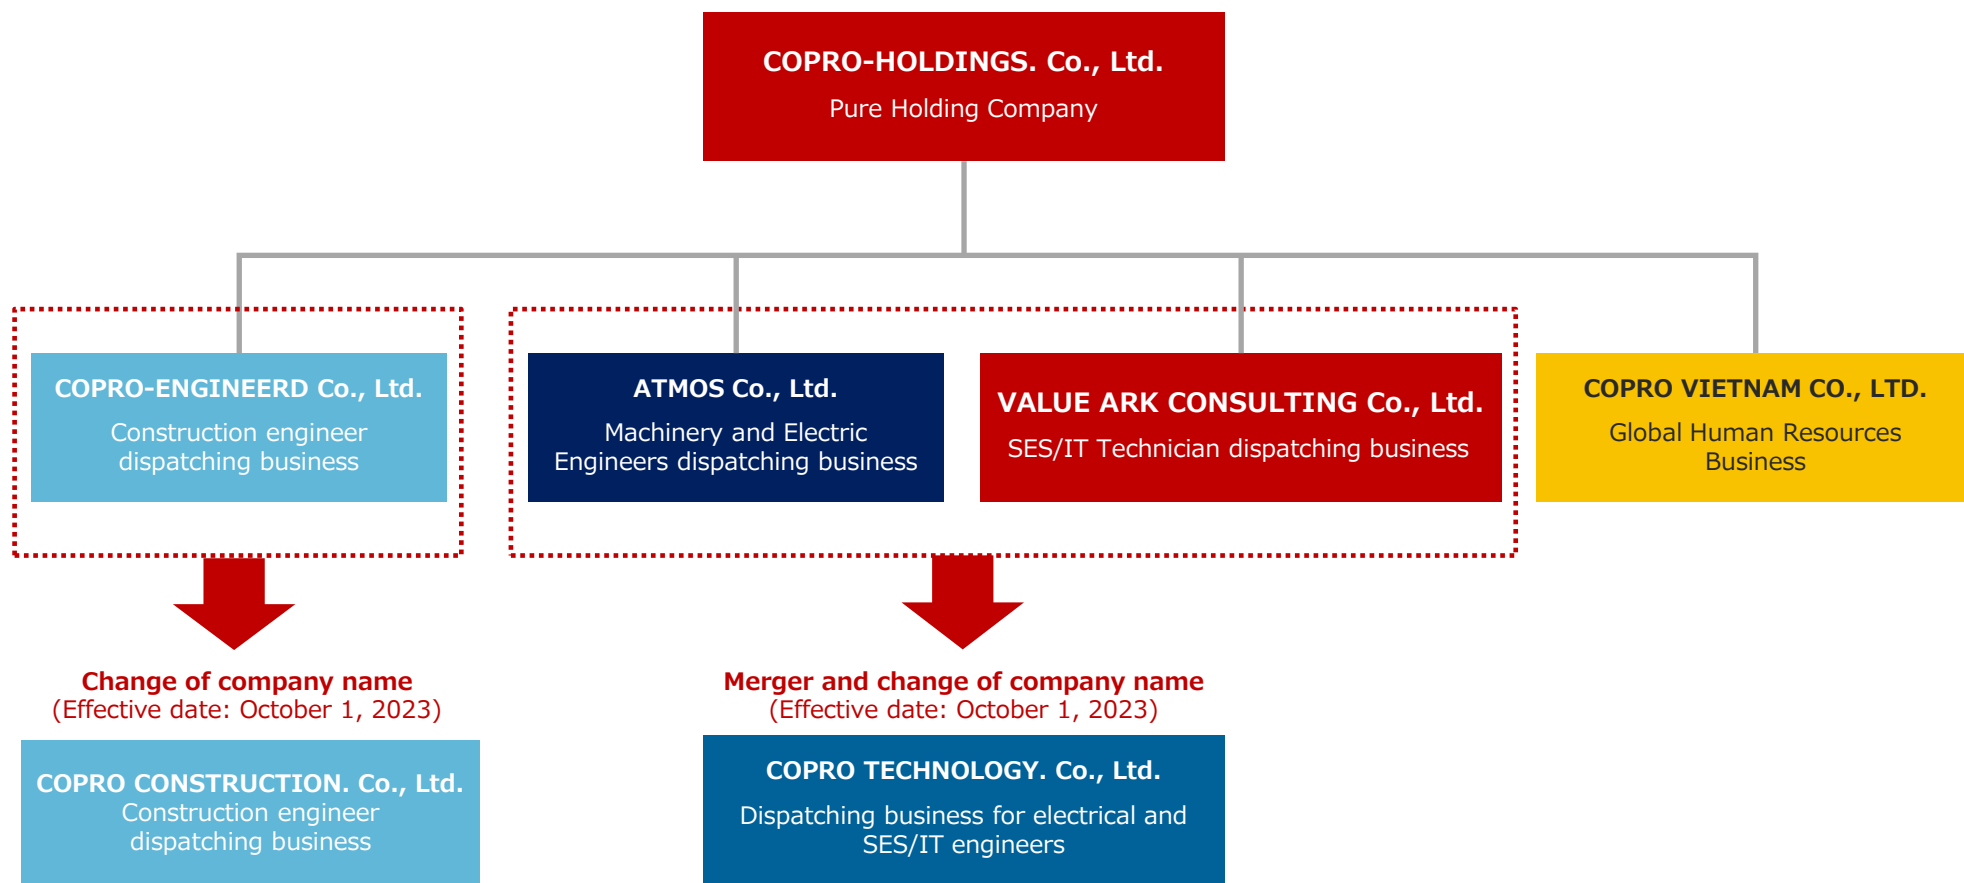 COPRO-HOLDINGS. Co., Ltd.
Pure Holding Company
COPRO-ENGINEERD Co., Ltd.
Construction engineer
dispatching business
ATMOS Co., Ltd.
Machinery and Electric
Engineers dispatching business
VALUE ARK CONSULTING Co., Ltd.
SES/IT Technician dispatching business
COPRO VIETNAM CO., LTD.
Global Human Resources
Business
Change of company name
(Effective date: October 1, 2023)
COPRO CONSTRUCTION. Co., Ltd.
Construction engineer
dispatching business
Merger and change of company name
(Effective date: October 1, 2023)
COPRO TECHNOLOGY. Co., Ltd.
Dispatching business for electrical and
SES/IT engineers